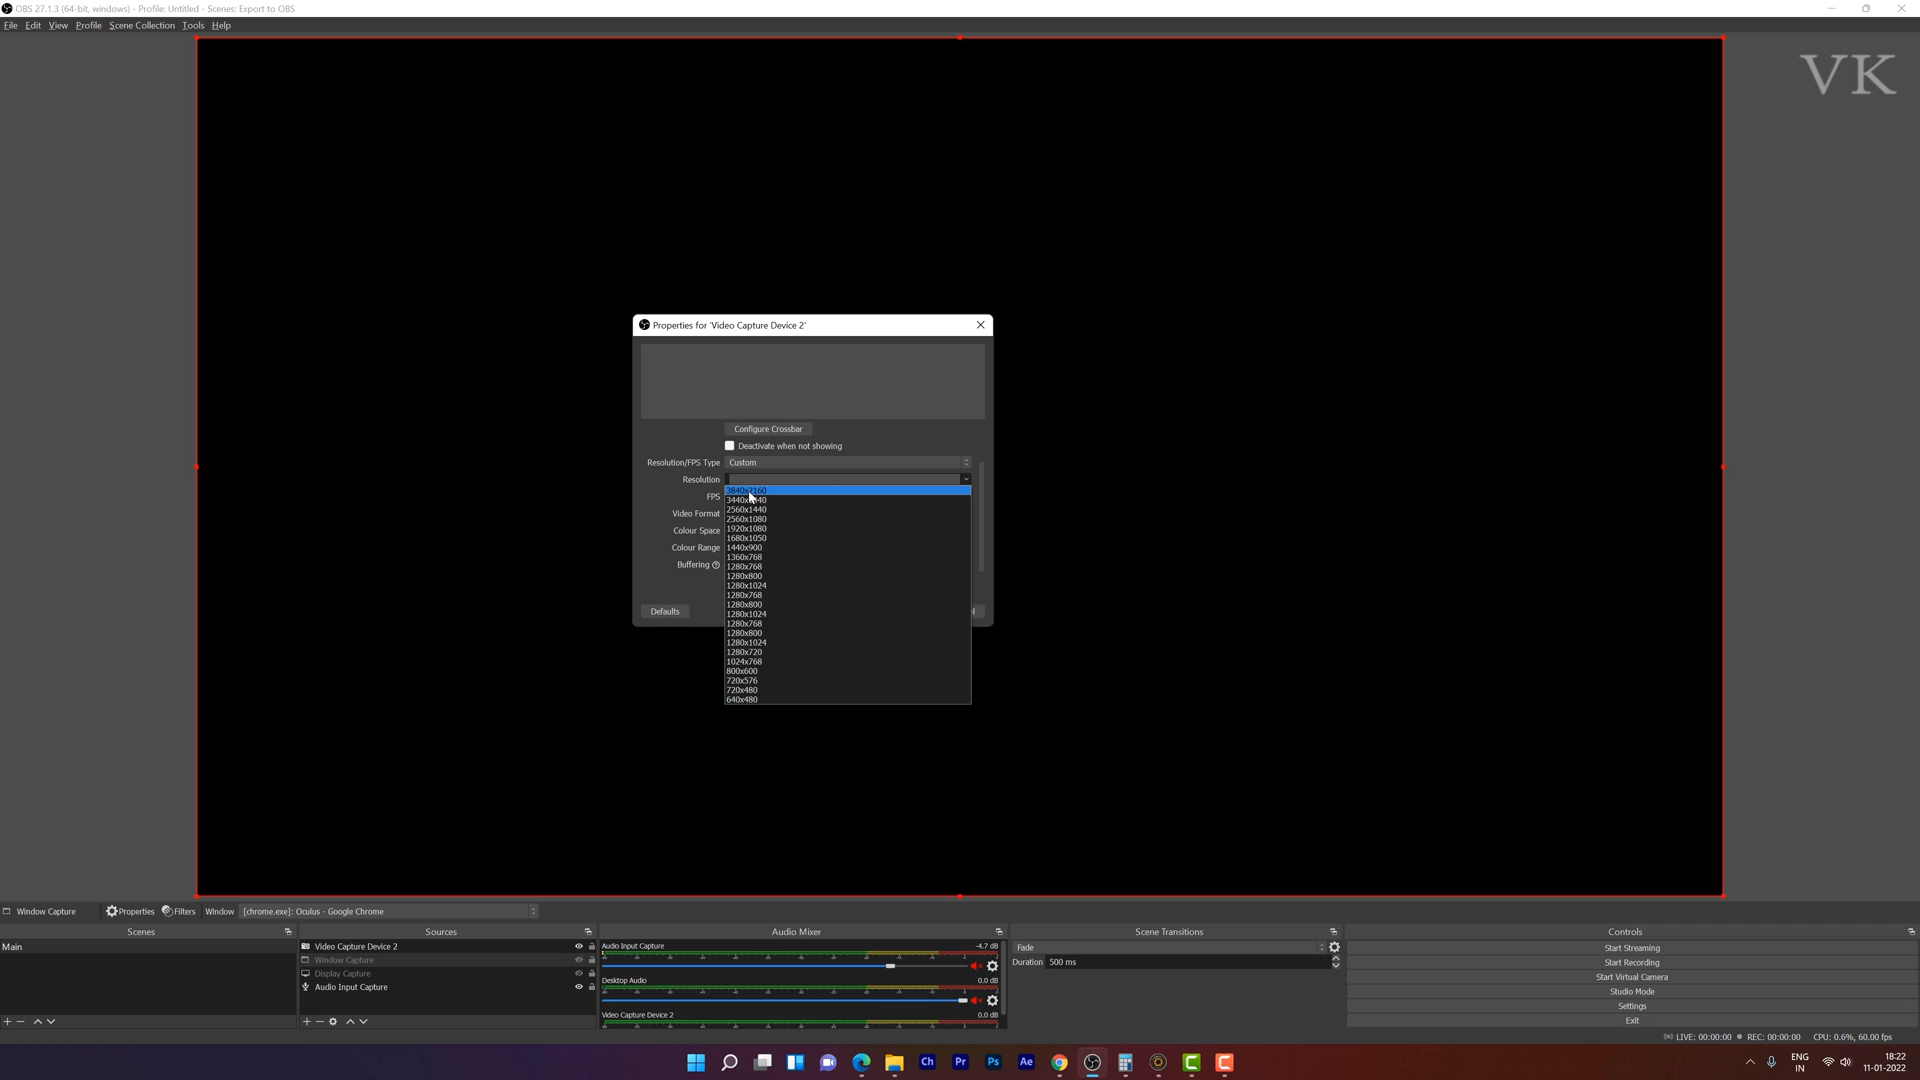 OBS 27.1.3 (64-bit, windows) - Profile: Untitled - Scenes: Export to OBS
File Edit View Profile Scene Collection Tools Help
VK
Properties for 'Video Capture Device 2'
Configure Crossbar
Deactivate when not showing
Resolution/FPS Type Custom
Resolution
3840x2160
FPS
3440x1440
2560x1440
Video Format
2560x1080
1920x1080
Colour Space
1680x1050
Colour Range
1440x900
1360x768
Buffering
1280x768
1280x800
1280x1024
1280x768
1280x800
Defaults
1280x1024
1280x768
1280x800
1280x1024
1280x720
1024x768
800x600
720x576
720x480
640x480
Window Capture Properties Filters Window [chrome.exe]: Oculus - Google Chrome
Scenes Sources Audio Mixer Scene Transitions Controls
Main
Video Capture Device 2
Window Capture
Display Capture
Audio Input Capture
Audio Input Capture -4.7 dB
Desktop Audio 0.0 dB
Video Capture Device 2 0.0 dB
Fade
Duration 500 ms
Start Streaming
Start Recording
Start Virtual Camera
Studio Mode
Settings
Exit
LIVE: 00:00:00 REC: 00:00:00 CPU: 0.6%, 60.00 fps
Ch Pr Ps Ae
ENG
IN
18:22
11-01-2022